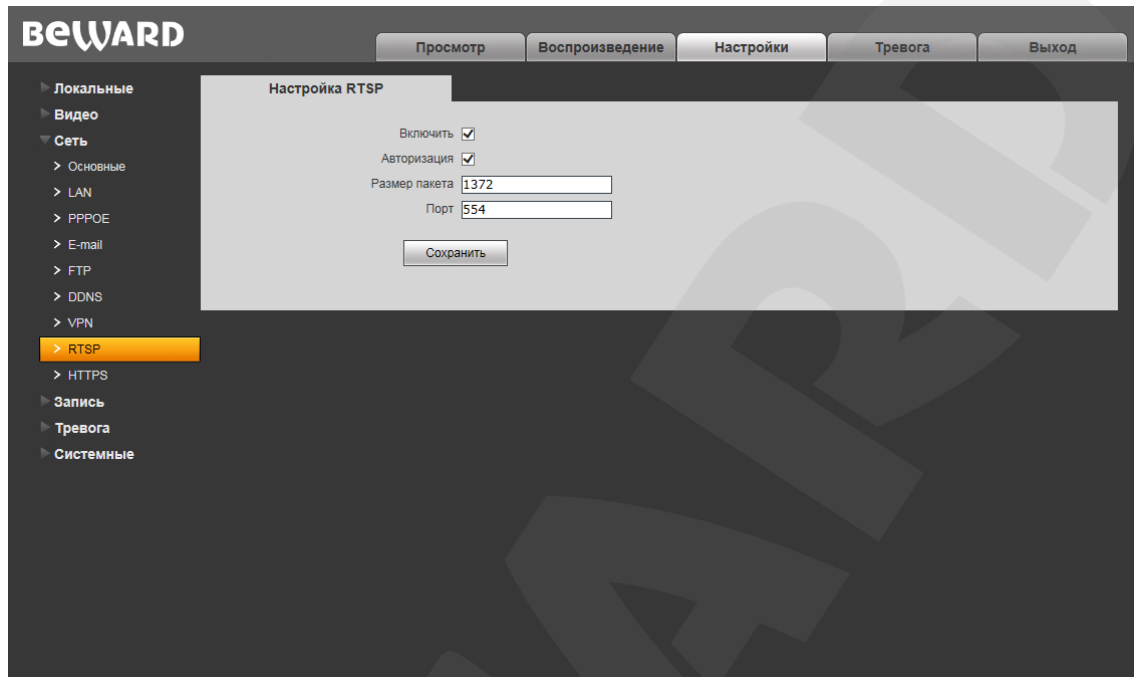 BEWARD
Просмотр
Воспроизведение
Настройки
Тревога
Выход
Локальные
Видео
Сеть
Основные
LAN
PPPOE
E-mail
FTP
DDNS
VPN
RTSP
HTTPS
Запись
Тревога
Системные
Настройка RTSP
Включить
Авторизация
Размер пакета 1372
Порт 554
Сохранить